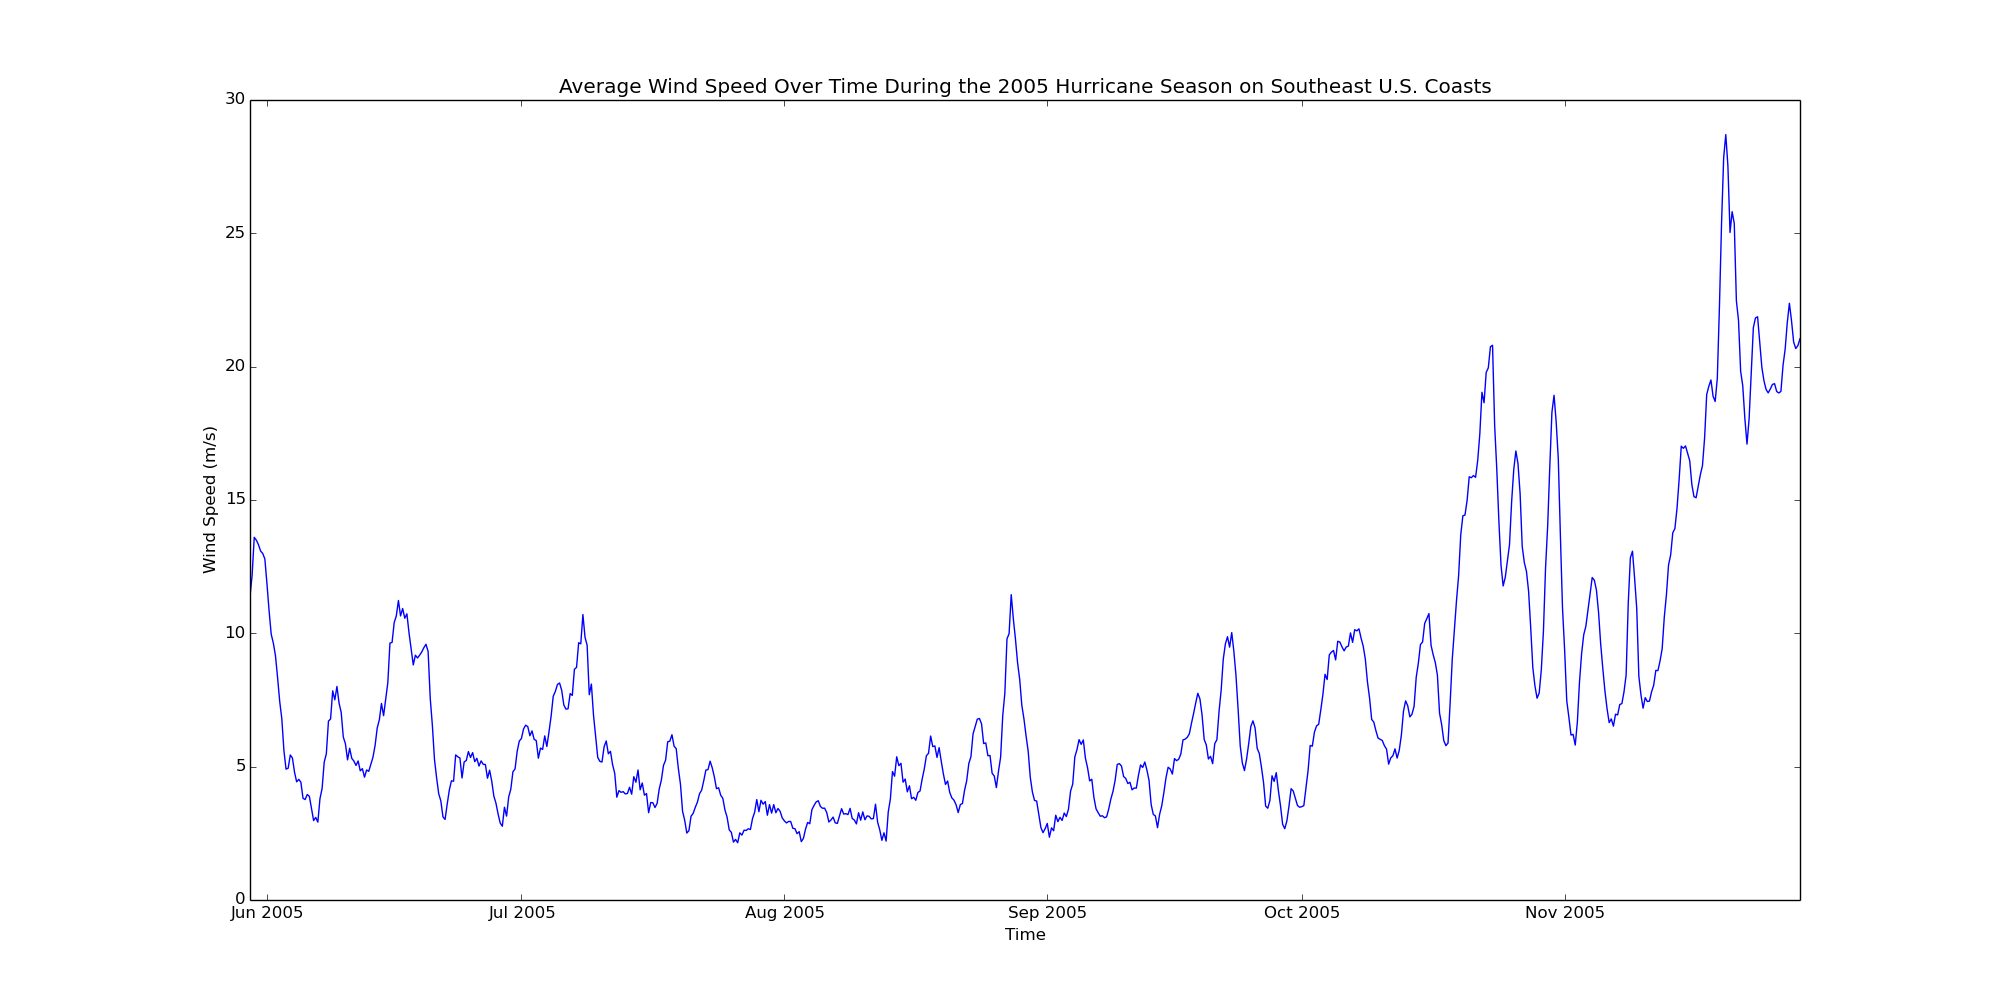 Average Wind Speed Over Time During the 2005 Hurricane Season on Southeast U.S. Coasts
30
25
20
15
10
5
0
Wind Speed (m/s)
Jun 2005 Jul 2005 Aug 2005 Sep 2005 Oct 2005 Nov 2005
Time